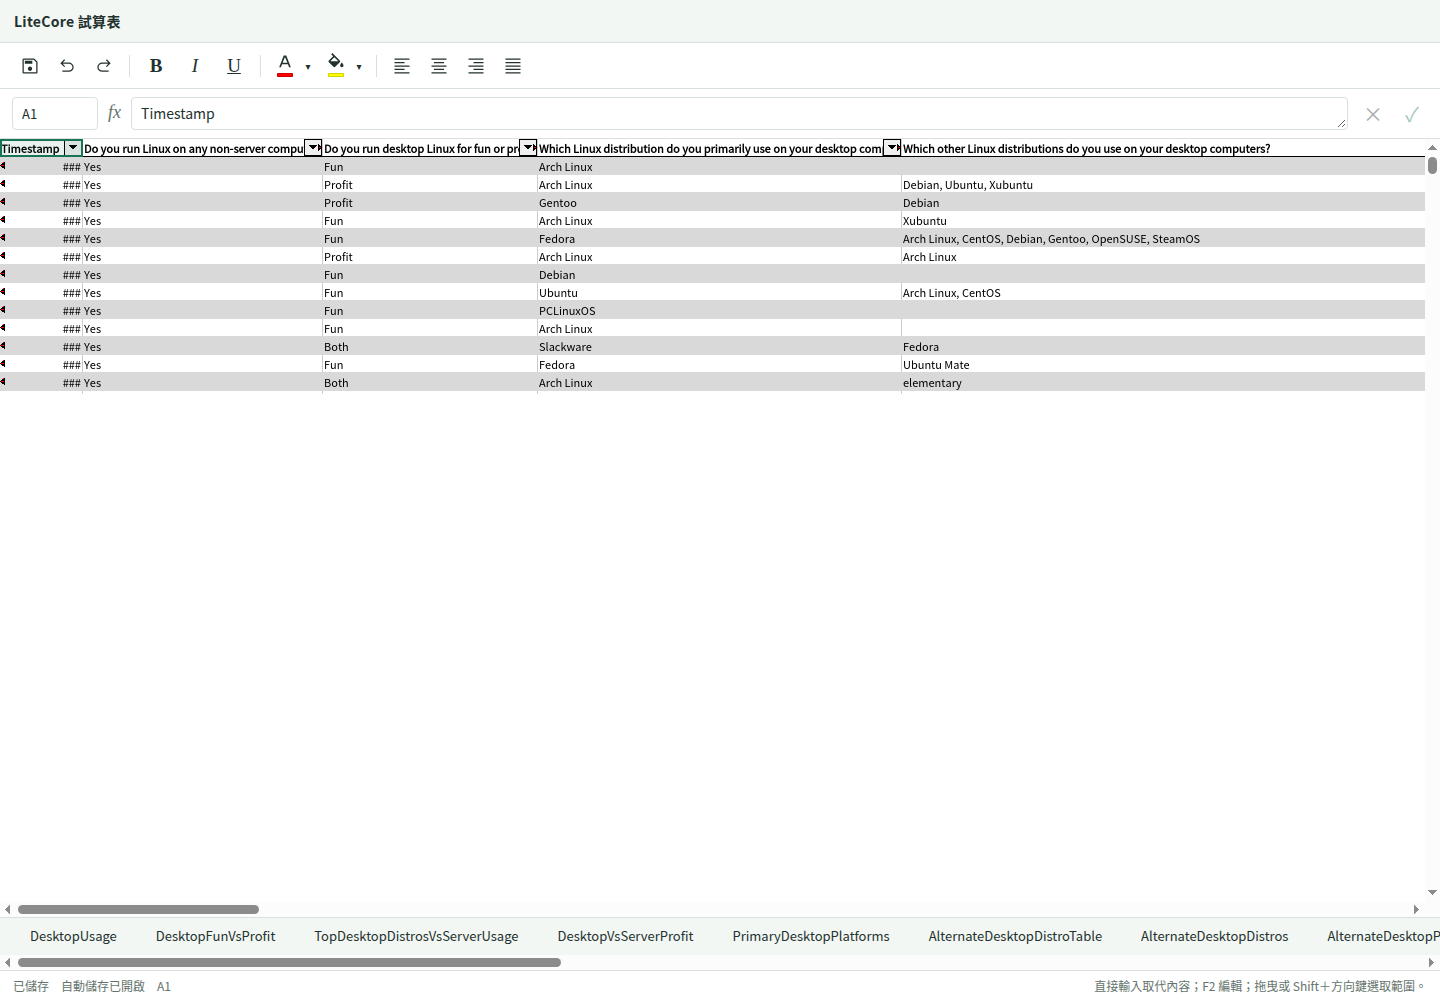 LiteCore 試算表
B I U A
A1 fx Timestamp
Timestamp Do you run Linux on any non-server compu Do you run desktop Linux for fun or pr Which Linux distribution do you primarily use on your desktop com Which other Linux distributions do you use on your desktop computers?
### Yes Fun Arch Linux
### Yes Profit Arch Linux Debian, Ubuntu, Xubuntu
### Yes Profit Gentoo Debian
### Yes Fun Arch Linux Xubuntu
### Yes Fun Fedora Arch Linux, CentOS, Debian, Gentoo, OpenSUSE, SteamOS
### Yes Profit Arch Linux Arch Linux
### Yes Fun Debian
### Yes Fun Ubuntu Arch Linux, CentOS
### Yes Fun PCLinuxOS
### Yes Fun Arch Linux
### Yes Both Slackware Fedora
### Yes Fun Fedora Ubuntu Mate
### Yes Both Arch Linux elementary
DesktopUsage DesktopFunVsProfit TopDesktopDistrosVsServerUsage DesktopVsServerProfit PrimaryDesktopPlatforms AlternateDesktopDistroTable AlternateDesktopDistros AlternateDesktopP
已儲存 自動儲存已開啟 A1 直接輸入取代內容；F2 編輯；拖曳或 Shift＋方向鍵選取範圍。